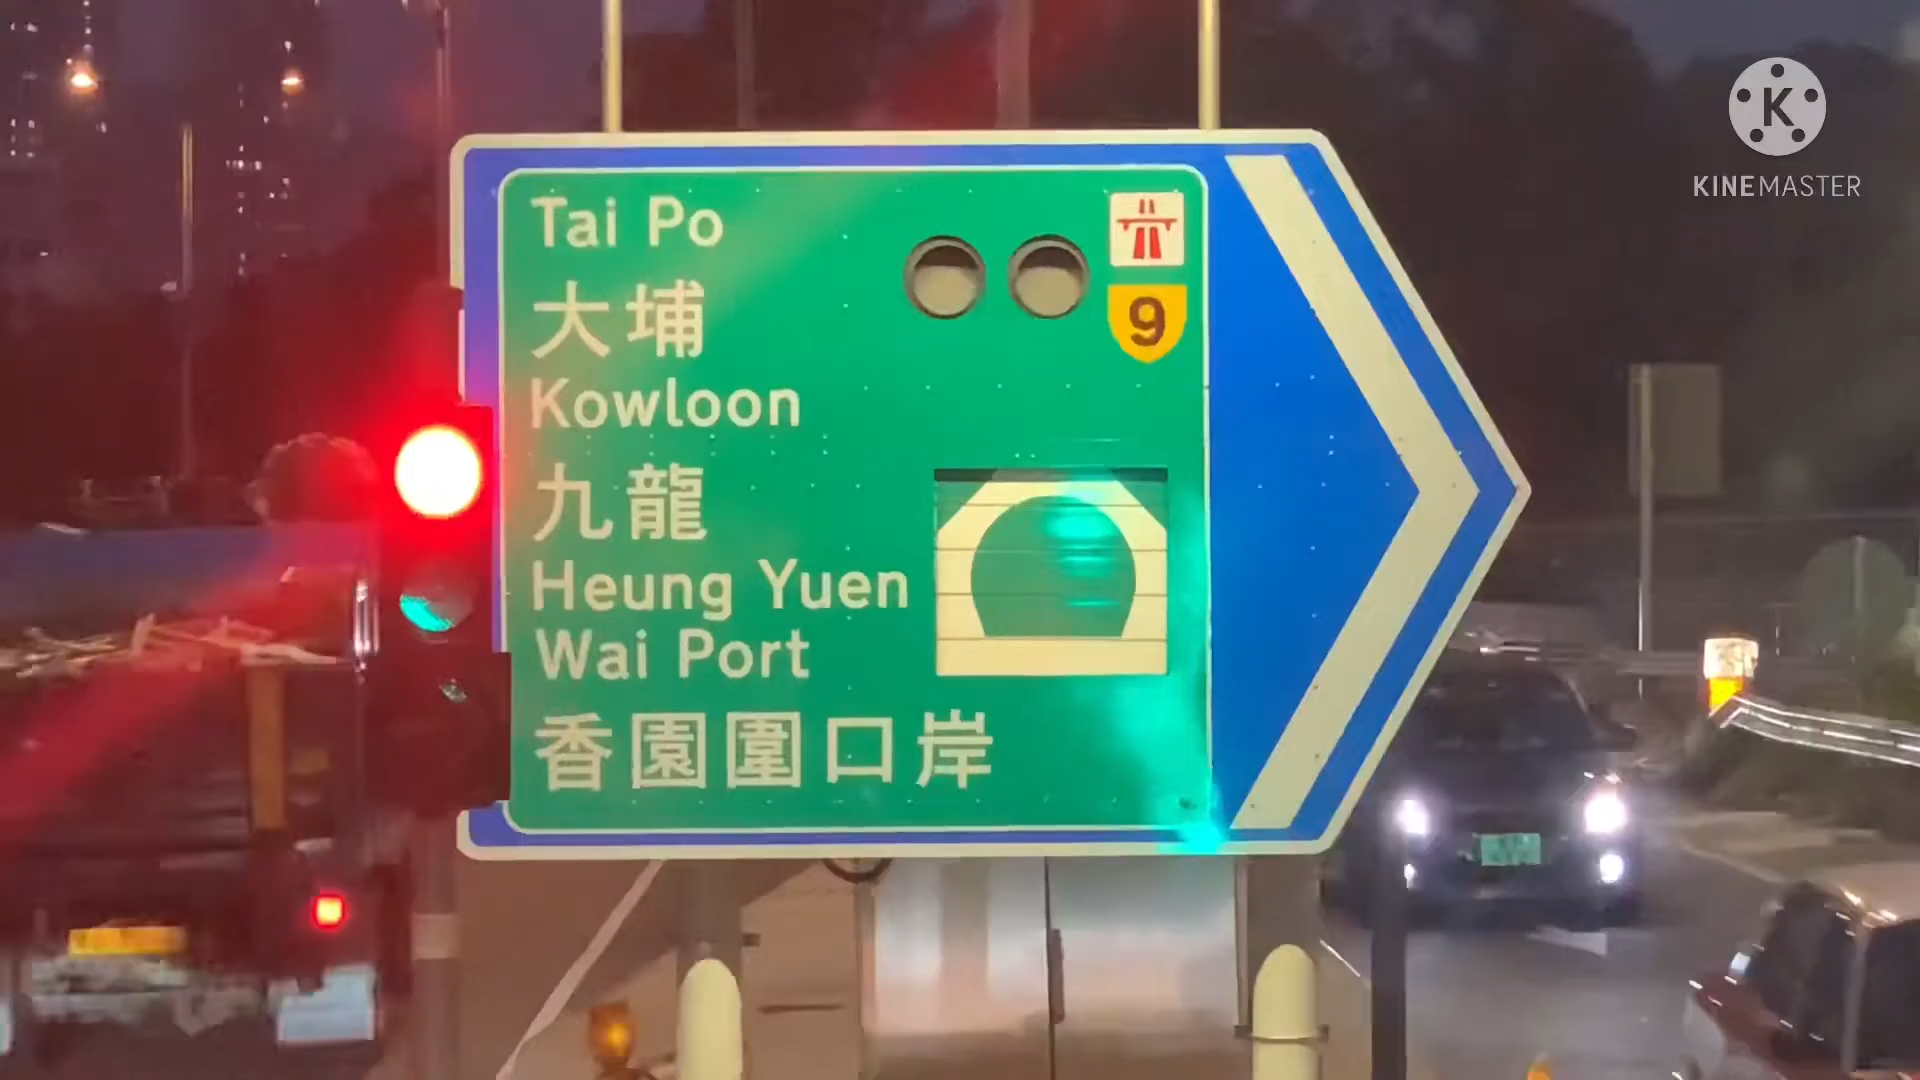 Tai Po
大埔
Kowloon
九龍
Heung Yuen
Wai Port
香園圍口岸
9
K
KINEMASTER